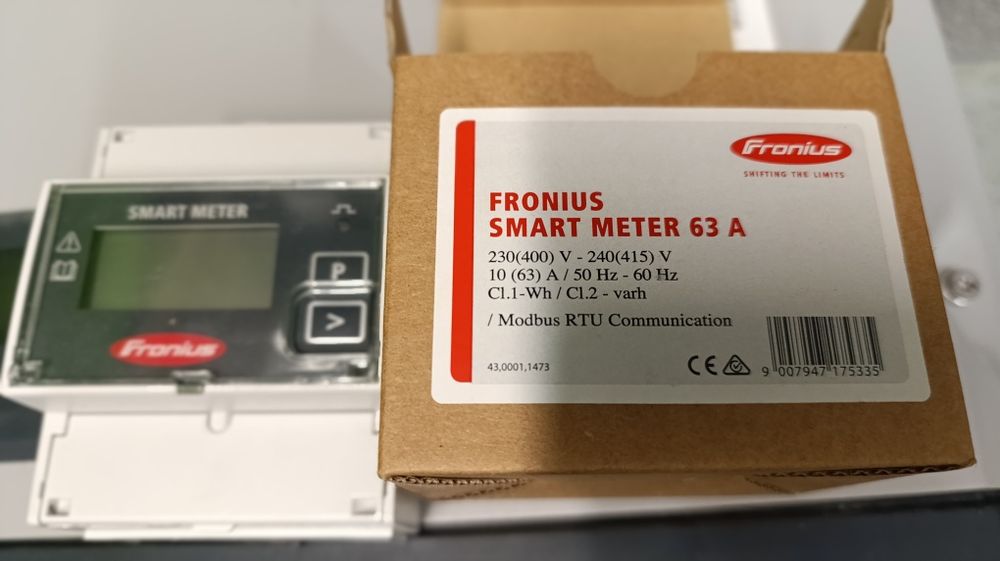 SMART METER
P
>
Fronius
Fronius
SHIFTING THE LIMITS
FRONIUS
SMART METER 63 A
230(400) V - 240(415) V
10 (63) A / 50 Hz - 60 Hz
Cl.1-Wh / Cl.2 - varh
/ Modbus RTU Communication
43,0001,1473
CE
9 007947 175335